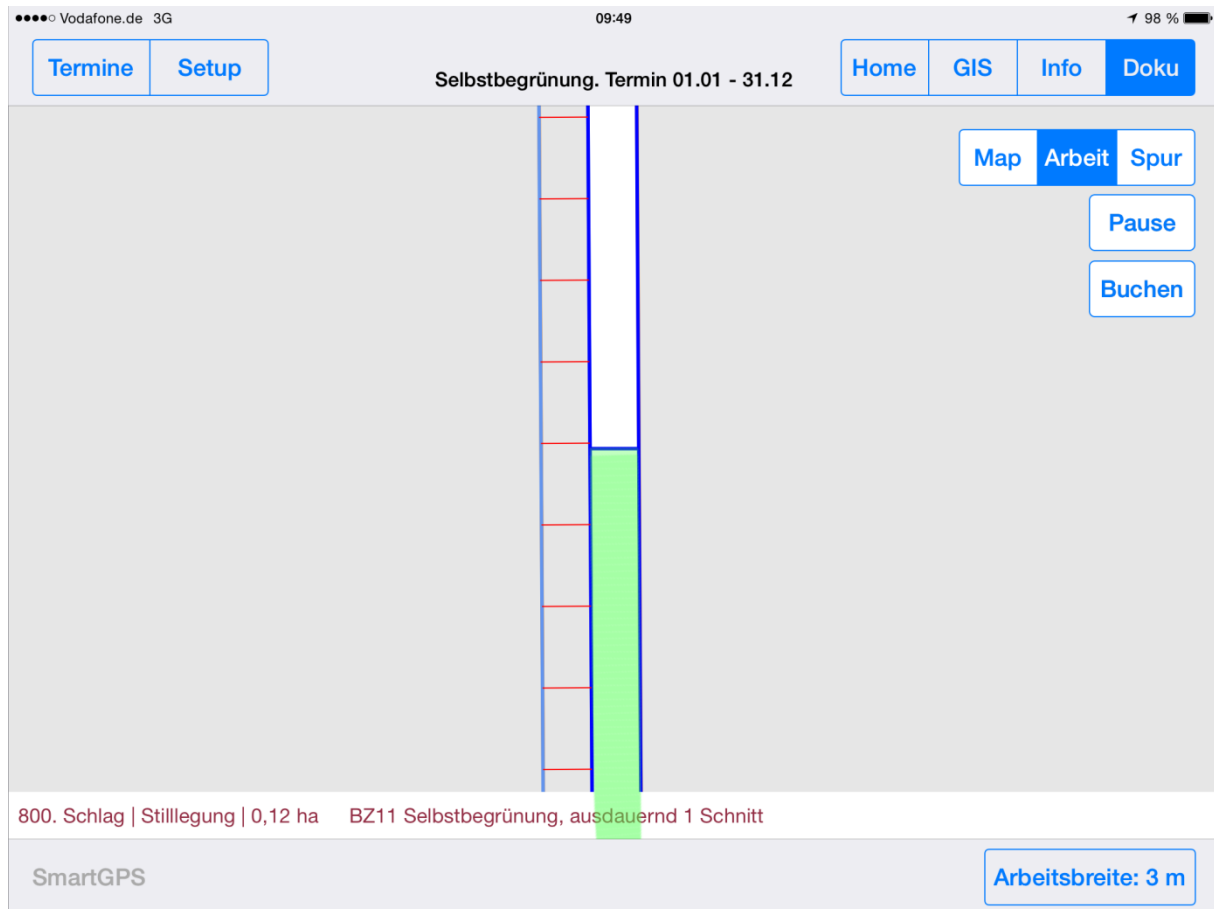 Vodafone.de 3G 09:49 98 %
Termine Setup Selbstbegrünung. Termin 01.01 - 31.12 Home GIS Info Doku
Map Arbeit Spur
Pause
Buchen
800. Schlag | Stilllegung | 0,12 ha BZ11 Selbstbegrünung, ausdauernd 1 Schnitt
SmartGPS Arbeitsbreite: 3 m